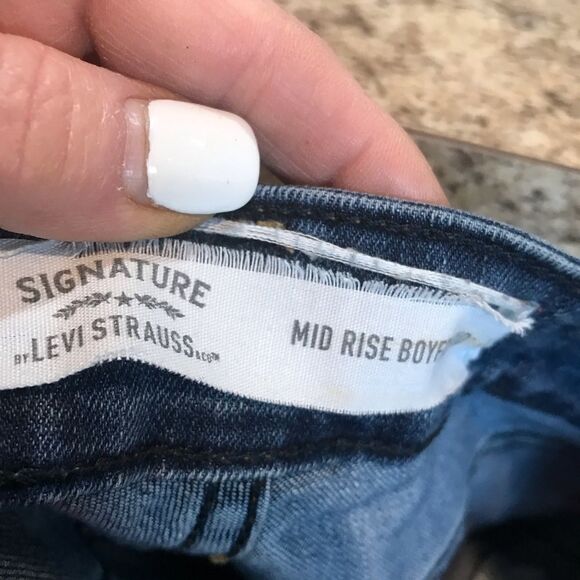 SIGNATURE
BY LEVI STRAUSS & CO™
MID RISE BOYF